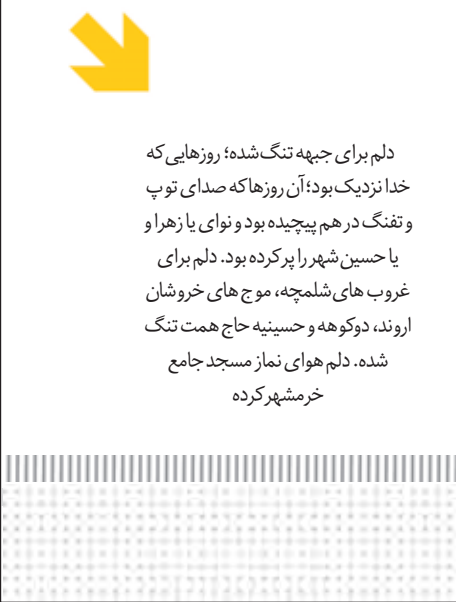 دلم برای جبهه تنگ شده؛ روزهایی که
خدا نزدیک بود؛ آن روزها که صدای توپ
و تفنگ در هم پیچیده بود و نوای یا زهرا و
یا حسین شهر را پر کرده بود. دلم برای
غروب های شلمچه، موج های خروشان
اروند، دوکوهه و حسینیه حاج همت تنگ
شده. دلم هوای نماز مسجد جامع
خرمشهر کرده